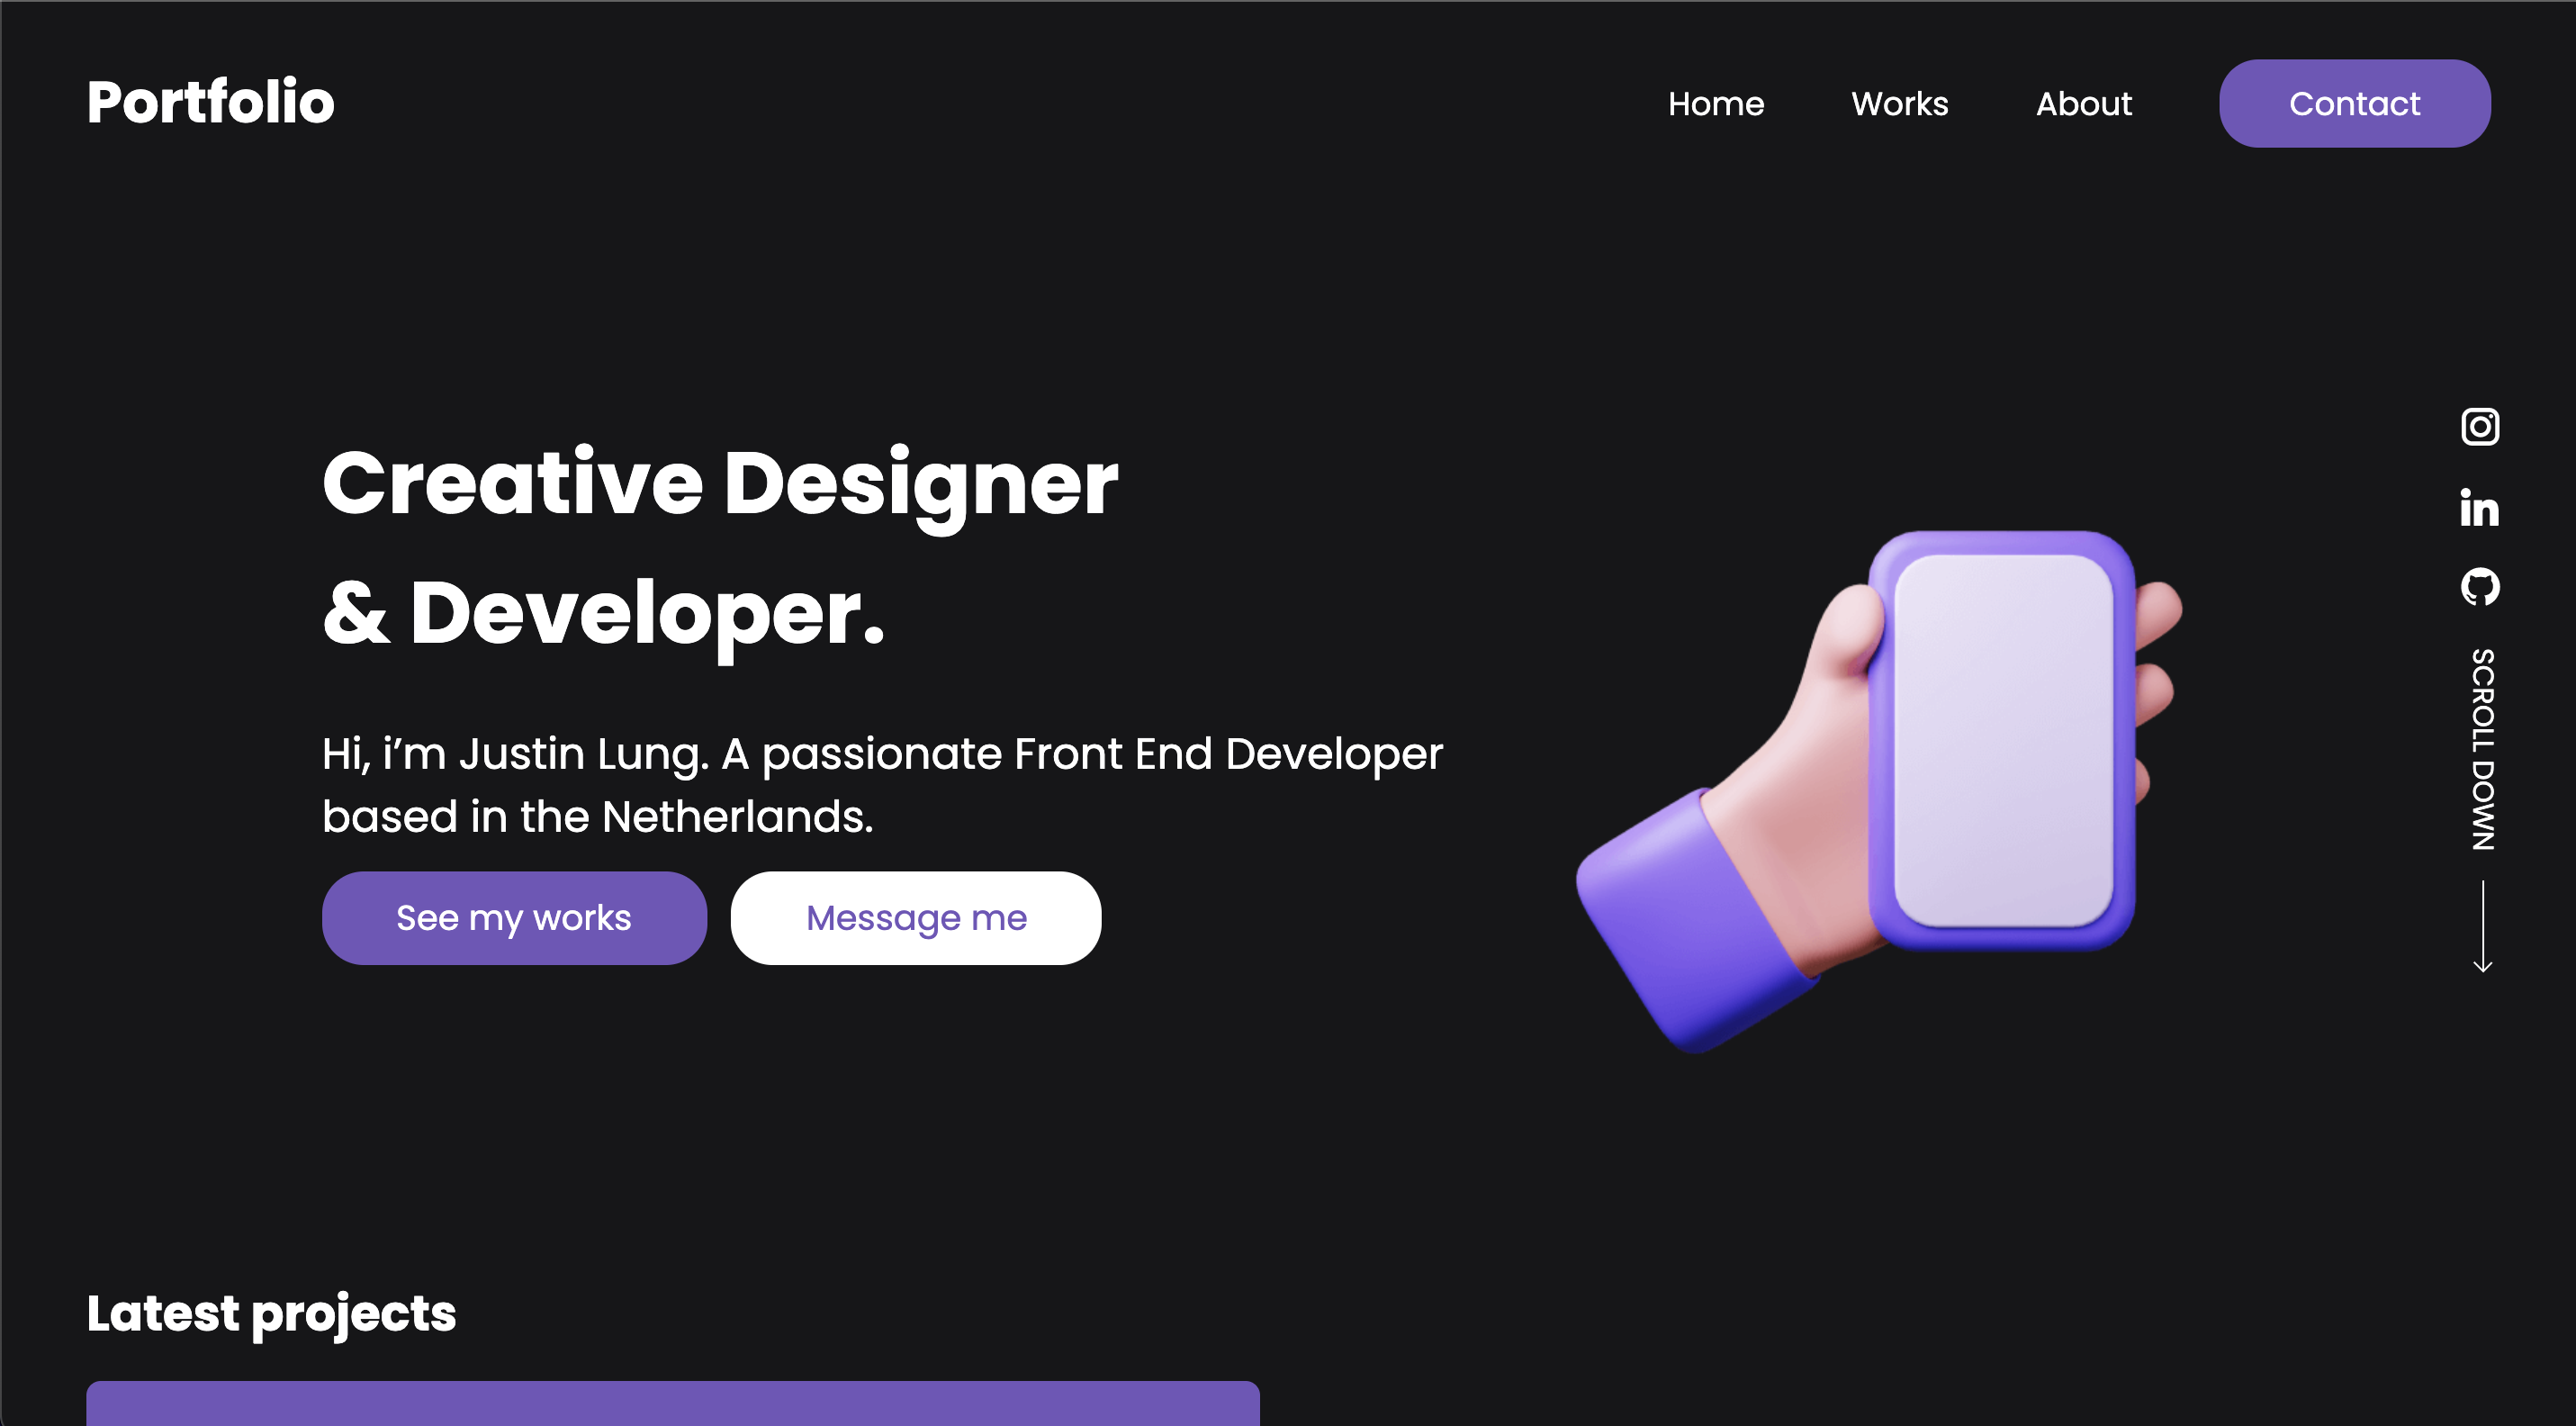 Portfolio
Home
Works
About
Contact
Creative Designer
& Developer.
Hi, i’m Justin Lung. A passionate Front End Developer
based in the Netherlands.
See my works
Message me
in
SCROLL DOWN
Latest projects